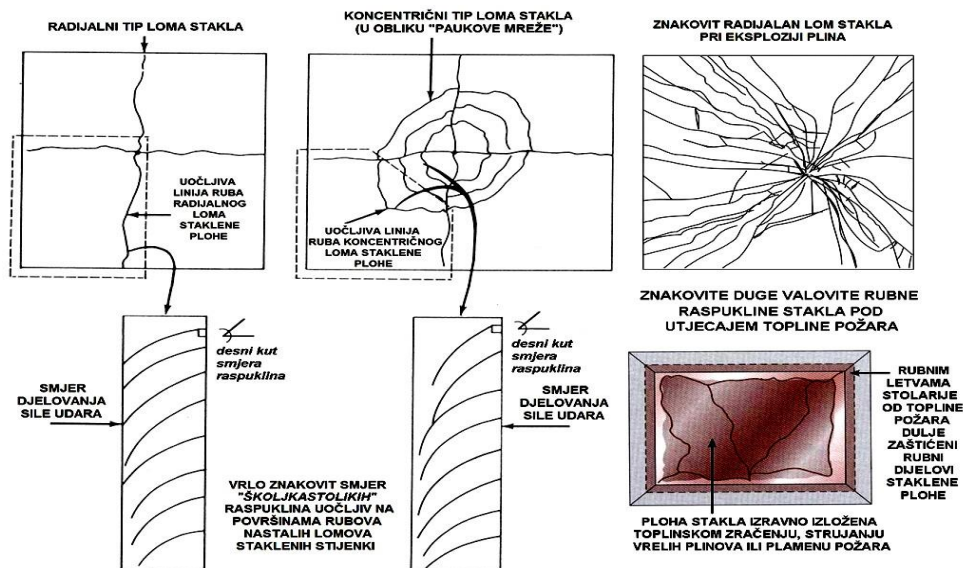 RADIJALNI TIP LOMA STAKLA
UOČLJIVA
LINIJA RUBA
RADIJALNOG
LOMA
STAKLENE
PLOHE
KONCENTRIČNI TIP LOMA STAKLA
(U OBLIKU "PAUKOVE MREŽE")
UOČLJIVA LINIJA
RUBA KONCENTRIČNOG
LOMA STAKLENE
PLOHE
ZNAKOVIT RADIJALAN LOM STAKLA
PRI EKSPLOZIJI PLINA
SMJER
DJELOVANJA
SILE UDARA
desni kut
smjera
raspuklina
VRLO ZNAKOVIT SMJER
"ŠKOLJKASTOLIKIH"
RASPUKLINA UOČLJIV NA
POVRŠINAMA RUBOVA
NASTALIH LOMOVA
STAKLENIH STIJENKI
desni kut
smjera
raspuklina
SMJER
DJELOVANJA
SILE UDARA
ZNAKOVITE DUGE VALOVITE RUBNE
RASPUKLINE STAKLA POD
UTJECAJEM TOPLINE POŽARA
RUBNIM
LETVAMA
STOLARIJE
OD TOPLINE
POŽARA
DULJE
ZAŠTIĆENI
RUBNI
DIJELOVI
STAKLENE
PLOHE
PLOHA STAKLA IZRAVNO IZLOŽENA
TOPLINSKOM ZRAČENJU, STRUJANJU
VRELIH PLINOVA ILI PLAMENU POŽARA